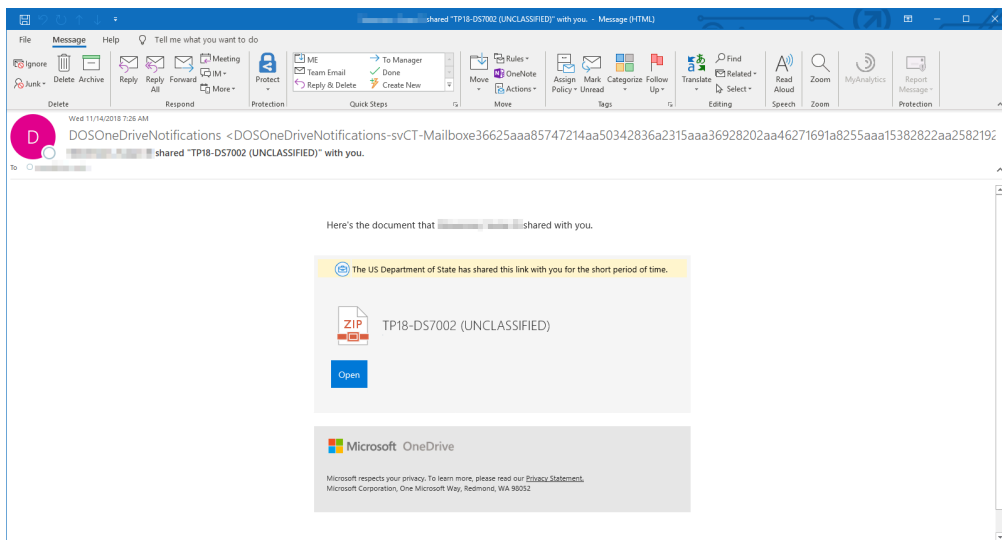 shared "TP18-DS7002 (UNCLASSIFIED)" with you. - Message (HTML)
File Message Help Tell me what you want to do
Ignore
Junk
Delete Archive
Delete
Reply Reply All Forward
Meeting
IM
More
Respond
Protect
Protection
ME
Team Email
Reply & Delete
To Manager
Done
Create New
Quick Steps
Move
Rules
OneNote
Actions
Move
Assign Policy Mark Unread Categorize Follow Up
Tags
Translate
Find
Related
Select
Editing
Read Aloud
Speech
Zoom
Zoom
MyAnalytics
Report Message
Protection
Wed 11/14/2018 7:26 AM
D
DOSOneDriveNotifications <DOSOneDriveNotifications-svCT-Mailboxe36625aaa85747214aa50342836a2315aaa36928202aa46271691a8255aaa15382822aa2582192
shared "TP18-DS7002 (UNCLASSIFIED)" with you.
To
Here's the document that shared with you.
The US Department of State has shared this link with you for the short period of time.
ZIP
TP18-DS7002 (UNCLASSIFIED)
Open
Microsoft OneDrive
Microsoft respects your privacy. To learn more, please read our Privacy Statement.
Microsoft Corporation, One Microsoft Way, Redmond, WA 98052